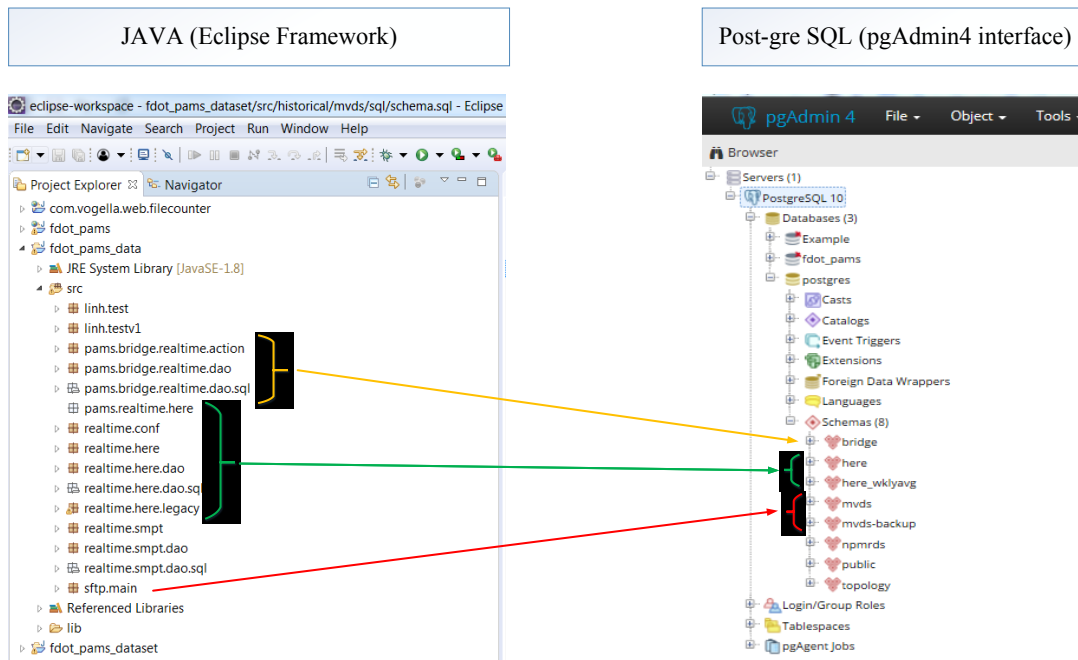 JAVA (Eclipse Framework)
Post-gre SQL (pgAdmin4 interface)
eclipse-workspace - fdot_pams_dataset/src/historical/mvds/sql/schema.sql - Eclipse
File Edit Navigate Search Project Run Window Help
Project Explorer Navigator
com.vogella.web.filecounter
fdot_pams
fdot_pams_data
JRE System Library [JavaSE-1.8]
src
linh.test
linh.testv1
pams.bridge.realtime.action
pams.bridge.realtime.dao
pams.bridge.realtime.dao.sql
pams.realtime.here
realtime.conf
realtime.here
realtime.here.dao
realtime.here.dao.sql
realtime.here.legacy
realtime.smpt
realtime.smpt.dao
realtime.smpt.dao.sql
sftp.main
Referenced Libraries
lib
fdot_pams_dataset
pgAdmin 4 File Object Tools
Browser
Servers (1)
PostgreSQL 10
Databases (3)
Example
fdot_pams
postgres
Casts
Catalogs
Event Triggers
Extensions
Foreign Data Wrappers
Languages
Schemas (8)
bridge
here
here_wklyavg
mvds
mvds-backup
npmrds
public
topology
Login/Group Roles
Tablespaces
pgAgent Jobs